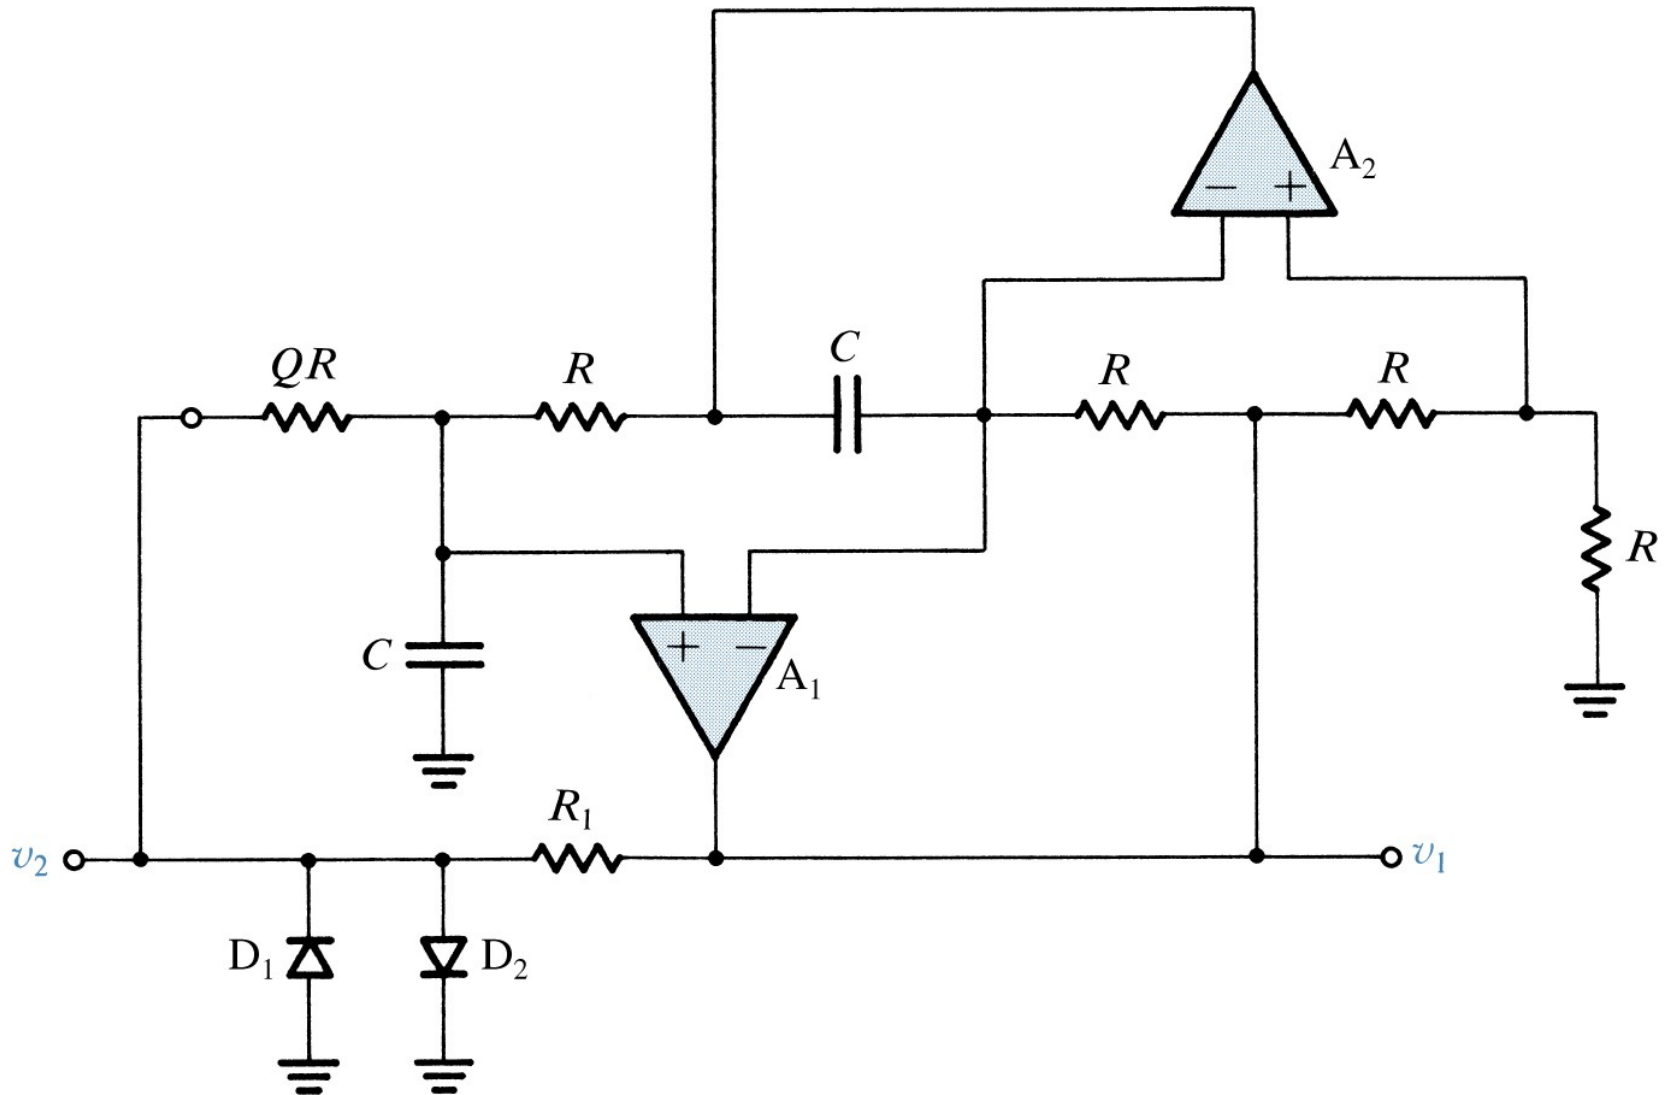 A₂
− +
C
QR R R R
R
C
+ −
A₁
R₁
v₂ v₁
D₁ D₂